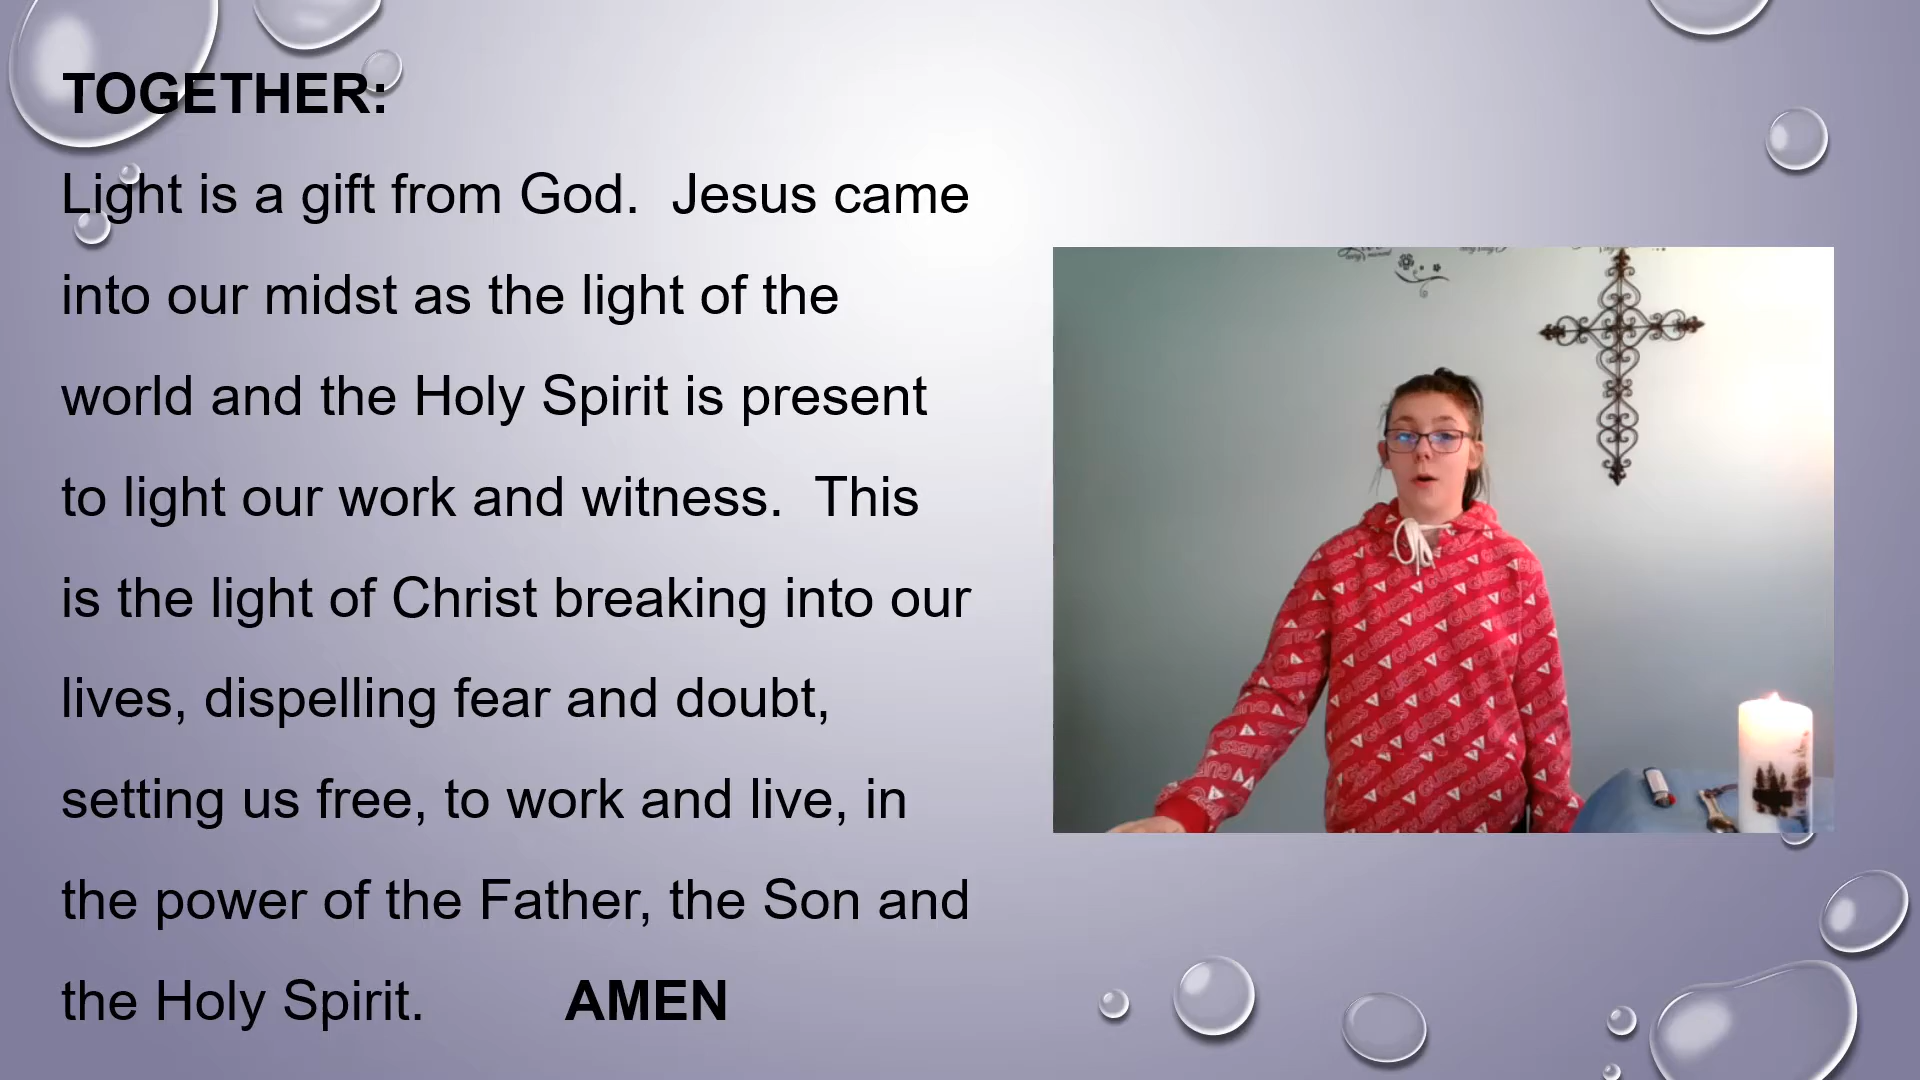 TOGETHER:
Light is a gift from God.  Jesus came
into our midst as the light of the
world and the Holy Spirit is present
to light our work and witness.  This
is the light of Christ breaking into our
lives, dispelling fear and doubt,
setting us free, to work and live, in
the power of the Father, the Son and
the Holy Spirit. AMEN
GUESS